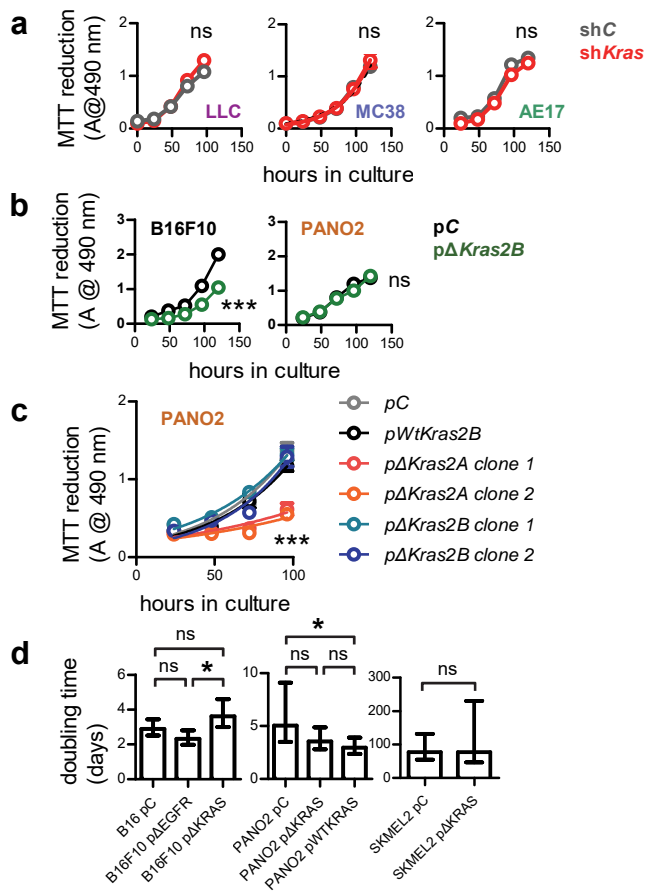 a
MTT reduction
(A@490 nm)
2
1
0
0 50 100 150
ns
LLC
2
1
0
0 50 100 150
ns
MC38
2
1
0
0 50 100 150
ns
AE17
shC
shKras
hours in culture
b
MTT reduction
(A @ 490 nm)
B16F10
3
2
1
0
0 50 100 150
***
PANO2
3
2
1
0
0 50 100 150
ns
pC
pΔKras2B
hours in culture
c
MTT reduction
(A @ 490 nm)
PANO2
2
1
0
0 50 100
***
hours in culture
pC
pWtKras2B
pΔKras2A clone 1
pΔKras2A clone 2
pΔKras2B clone 1
pΔKras2B clone 2
d
doubling time
(days)
ns
ns *
6
4
2
0
B16 pC
B16F10 pΔEGFR
B16F10 pΔKRAS
*
ns ns
10
5
0
PANO2 pC
PANO2 pΔKRAS
PANO2 pWTKRAS
ns
300
200
100
0
SKMEL2 pC
SKMEL2 pΔKRAS